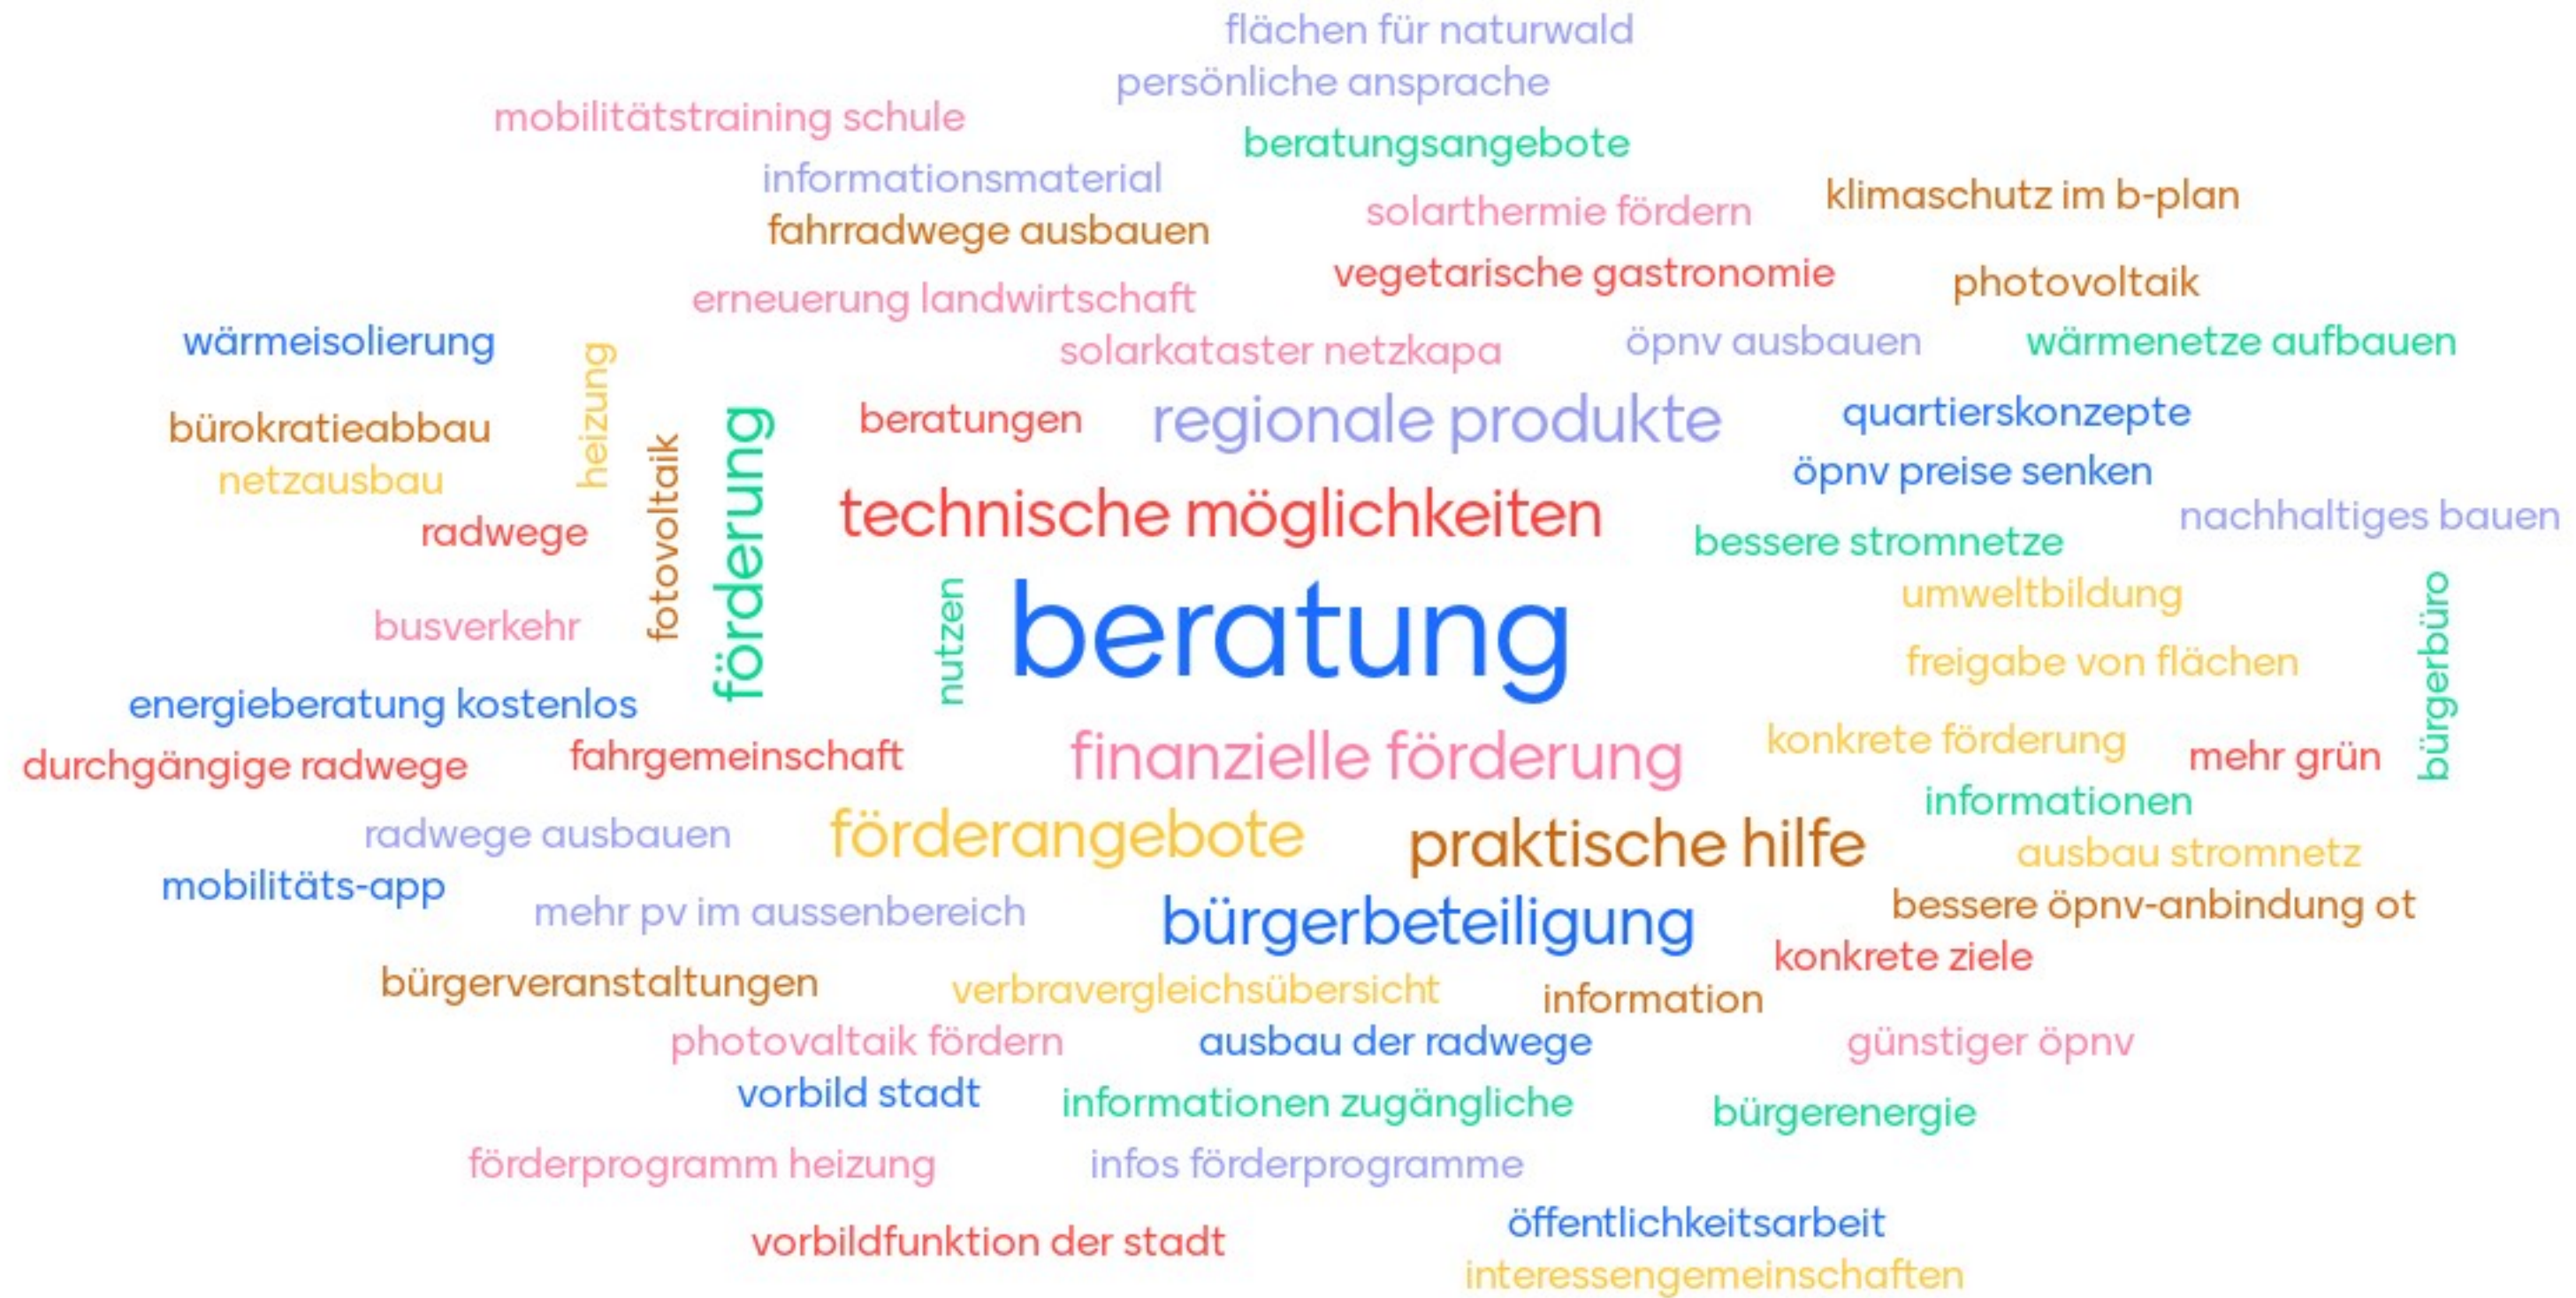 flächen für naturwald
persönliche ansprache
mobilitätstraining schule
beratungsangebote
informationsmaterial
klimaschutz im b-plan
solarthermie fördern
fahrradwege ausbauen
vegetarische gastronomie
photovoltaik
erneuerung landwirtschaft
wärmeisolierung
heizung
solarkataster netzkapa
öpnv ausbauen
wärmenetze aufbauen
bürokratieabbau
förderung
beratungen
regionale produkte
quartierskonzepte
netzausbau
fotovoltaik
öpnv preise senken
technische möglichkeiten
nachhaltiges bauen
radwege
bessere stromnetze
nutzen
beratung
umweltbildung
bürgerbüro
busverkehr
freigabe von flächen
energieberatung kostenlos
konkrete förderung
durchgängige radwege
fahrgemeinschaft
finanzielle förderung
mehr grün
informationen
radwege ausbauen
förderangebote
praktische hilfe
ausbau stromnetz
mobilitäts-app
mehr pv im aussenbereich
bürgerbeteiligung
bessere öpnv-anbindung ot
konkrete ziele
bürgerveranstaltungen
verbravergleichsübersicht
information
photovaltaik fördern
ausbau der radwege
günstiger öpnv
vorbild stadt
informationen zugängliche
bürgerenergie
förderprogramm heizung
infos förderprogramme
öffentlichkeitsarbeit
vorbildfunktion der stadt
interessengemeinschaften